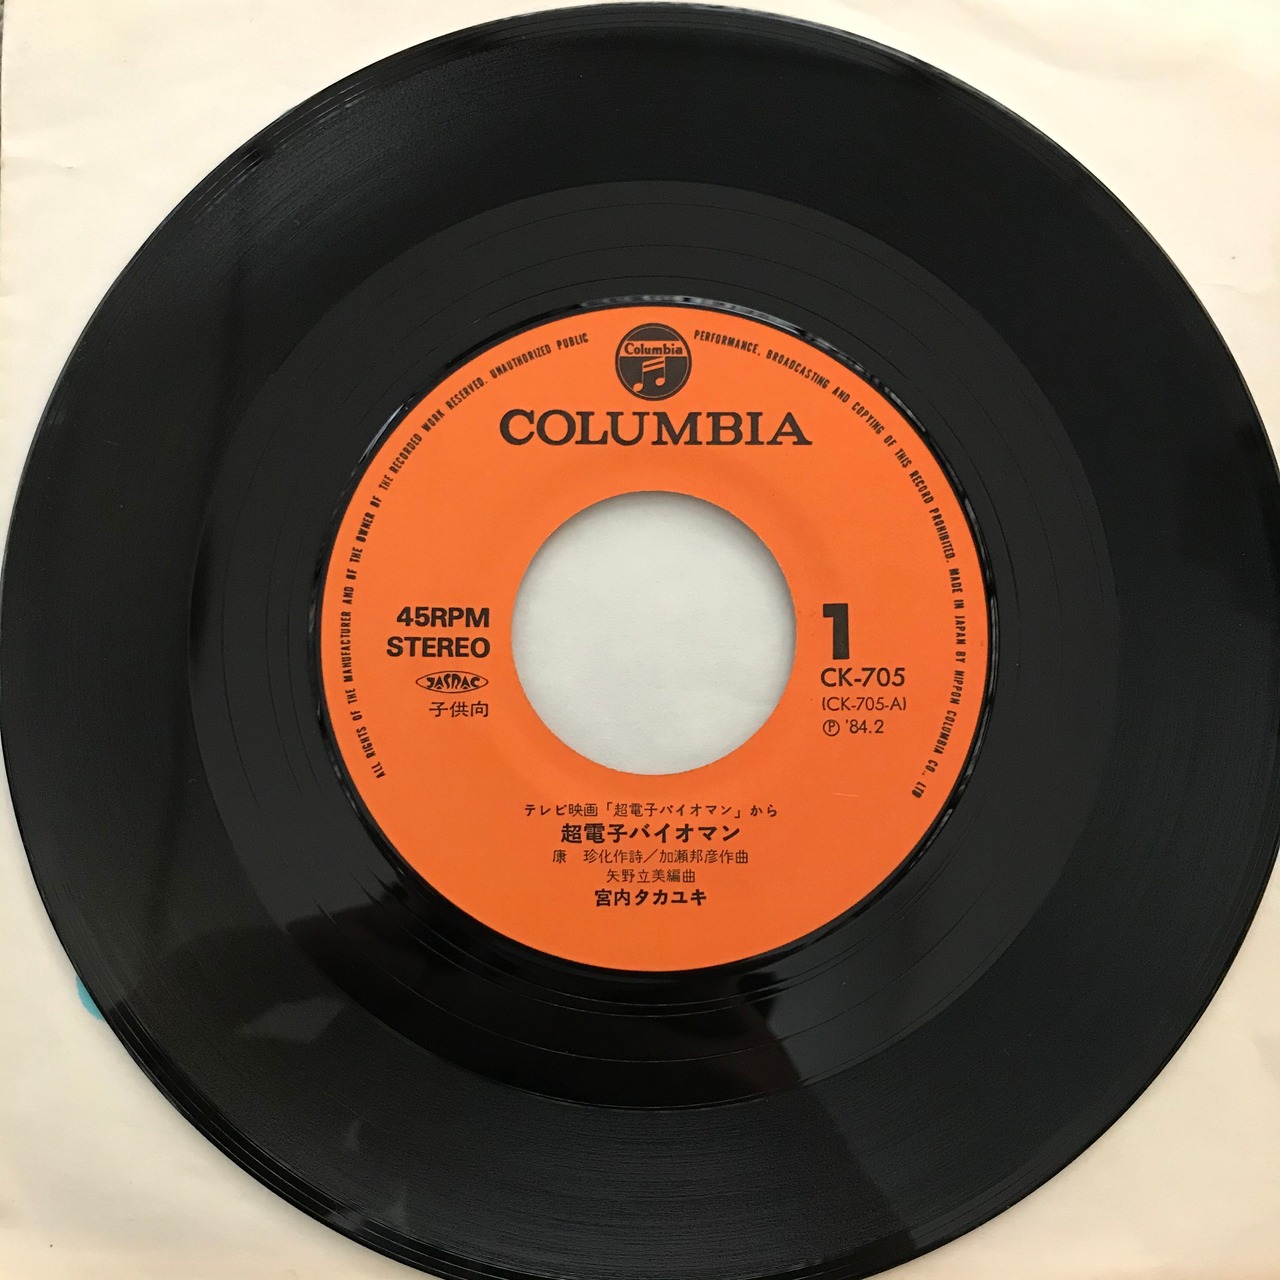 ALL RIGHTS OF THE MANUFACTURER AND OF THE OWNER OF THE RECORDED WORK RESERVED. UNAUTHORIZED PUBLIC PERFORMANCE, BROADCASTING AND COPYING OF THIS RECORD PROHIBITED. MADE IN JAPAN BY NIPPON COLUMBIA CO., LTD
Columbia
COLUMBIA
45RPM
STEREO
JASRAC
子供向
1
CK-705
(CK-705-A)
Ⓟ '84.2
テレビ映画「超電子バイオマン」から
超電子バイオマン
康 珍化作詩/加瀬邦彦作曲
矢野立美編曲
宮内タカユキ